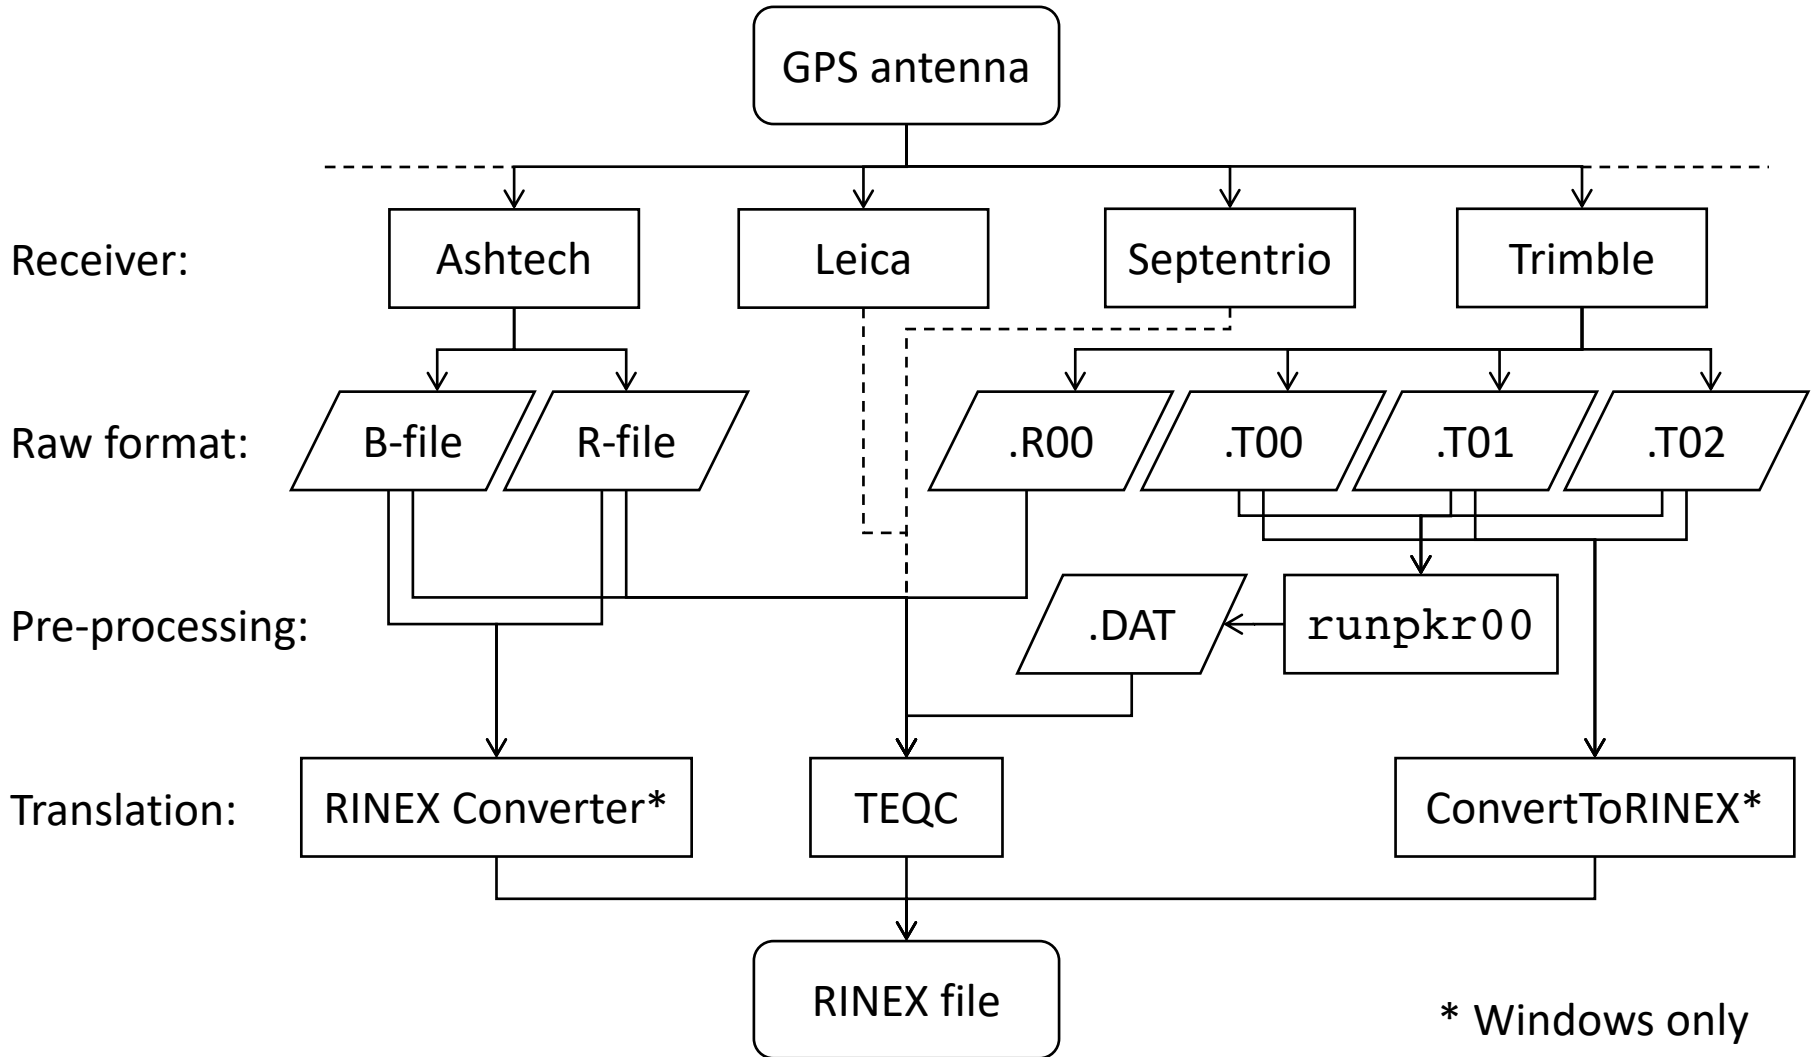 GPS antenna
Receiver:
Ashtech
Leica
Septentrio
Trimble
Raw format:
B-file
R-file
.R00
.T00
.T01
.T02
Pre-processing:
.DAT
runpkr00
Translation:
RINEX Converter*
TEQC
ConvertToRINEX*
RINEX file
* Windows only